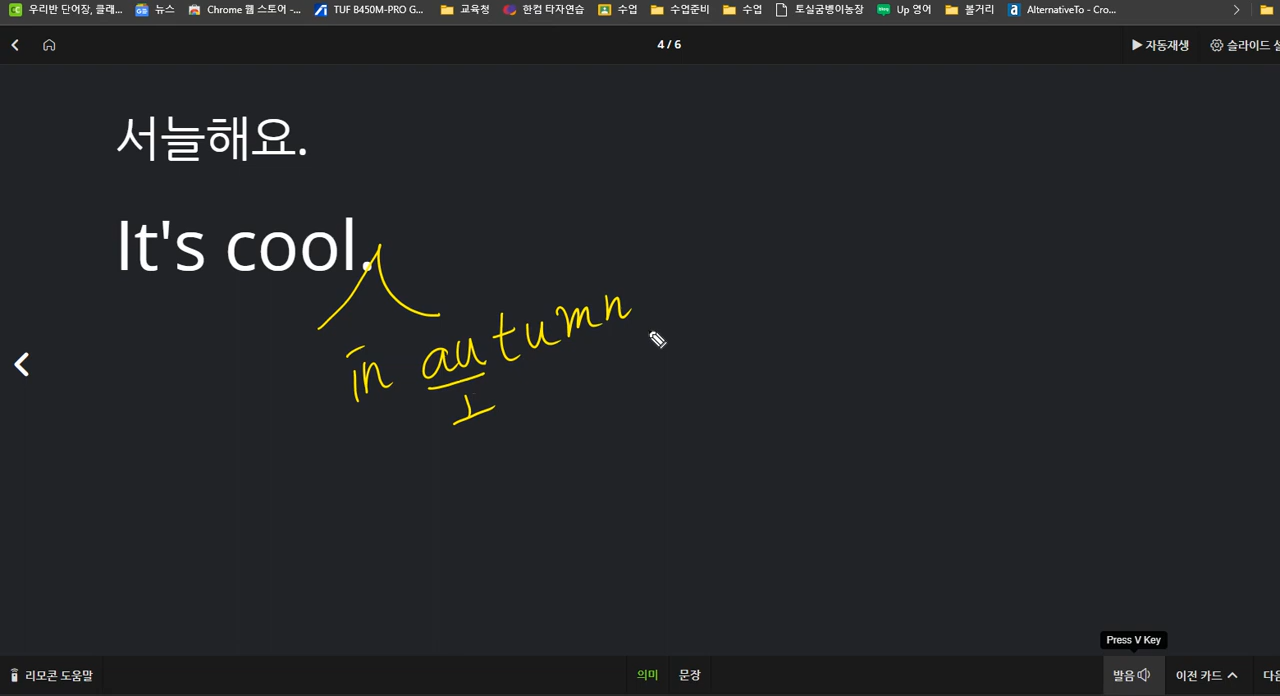 우리반 단어장, 클래... 뉴스 Chrome 웹 스토어 -... TUF B450M-PRO G... 교육청 한컴 타자연습 수업 수업준비 수업 토실굼벵이농장 Up 영어 볼거리 AlternativeTo - Cro...
4 / 6 자동재생 슬라이드
서늘해요.
It's cool.
in autumn
Press V Key
리모콘 도움말 의미 문장 발음 이전 카드